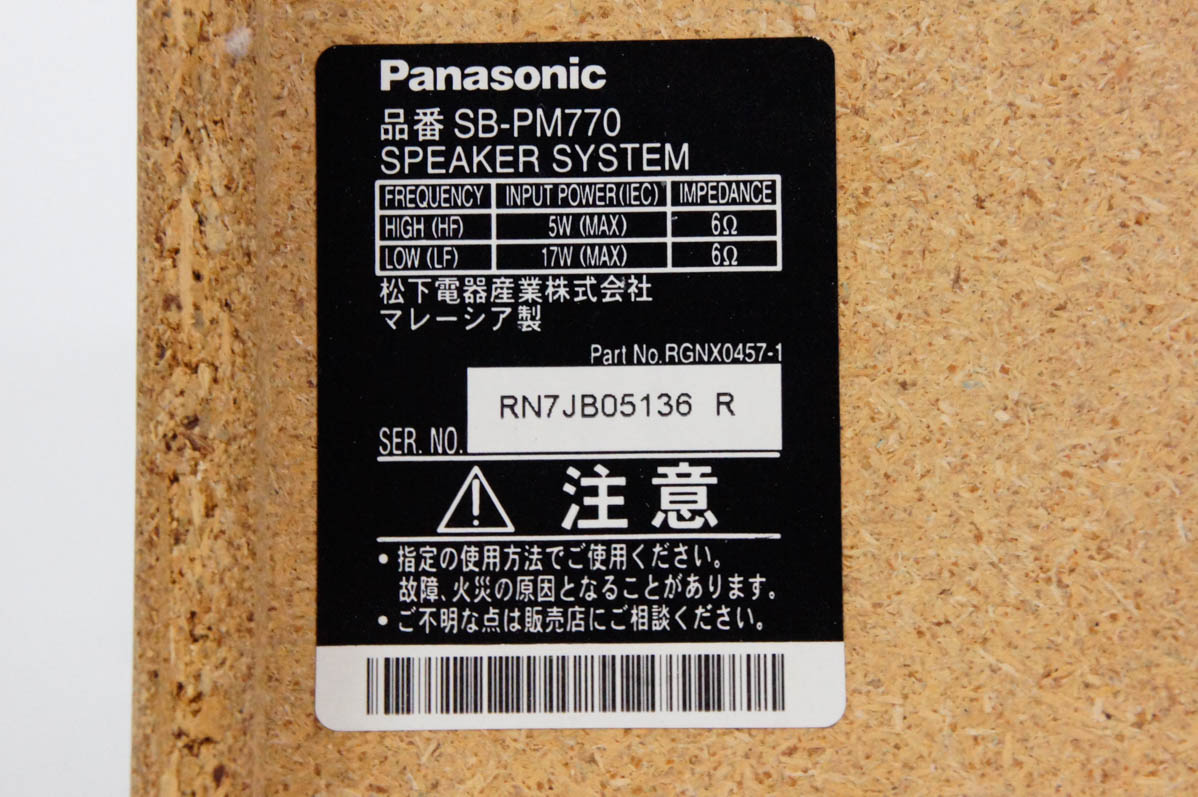 Panasonic
品番 SB-PM770
SPEAKER SYSTEM
FREQUENCY INPUT POWER(IEC) IMPEDANCE
HIGH (HF) 5W (MAX) 6Ω
LOW (LF) 17W (MAX) 6Ω
松下電器産業株式会社
マレーシア製
Part No.RGNX0457-1
SER. NO. RN7JB05136 R
注意
• 指定の使用方法でご使用ください。
故障、火災の原因となることがあります。
• ご不明な点は販売店にご相談ください。